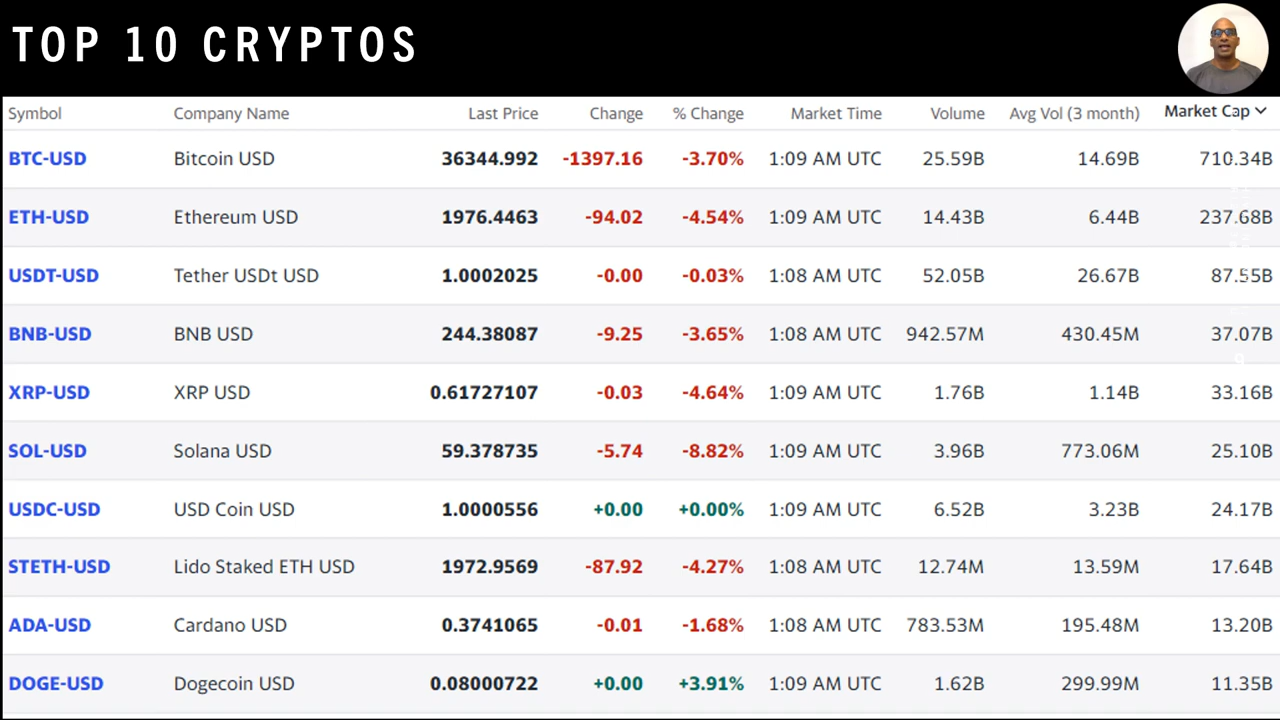 TOP 10 CRYPTOS
Symbol Company Name Last Price Change % Change Market Time Volume Avg Vol (3 month) Market Cap
BTC-USD Bitcoin USD 36344.992 -1397.16 -3.70% 1:09 AM UTC 25.59B 14.69B 710.34B
ETH-USD Ethereum USD 1976.4463 -94.02 -4.54% 1:09 AM UTC 14.43B 6.44B 237.68B
USDT-USD Tether USDt USD 1.0002025 -0.00 -0.03% 1:08 AM UTC 52.05B 26.67B 87.55B
BNB-USD BNB USD 244.38087 -9.25 -3.65% 1:08 AM UTC 942.57M 430.45M 37.07B
XRP-USD XRP USD 0.61727107 -0.03 -4.64% 1:09 AM UTC 1.76B 1.14B 33.16B
SOL-USD Solana USD 59.378735 -5.74 -8.82% 1:09 AM UTC 3.96B 773.06M 25.10B
USDC-USD USD Coin USD 1.0000556 +0.00 +0.00% 1:09 AM UTC 6.52B 3.23B 24.17B
STETH-USD Lido Staked ETH USD 1972.9569 -87.92 -4.27% 1:08 AM UTC 12.74M 13.59M 17.64B
ADA-USD Cardano USD 0.3741065 -0.01 -1.68% 1:08 AM UTC 783.53M 195.48M 13.20B
DOGE-USD Dogecoin USD 0.08000722 +0.00 +3.91% 1:09 AM UTC 1.62B 299.99M 11.35B